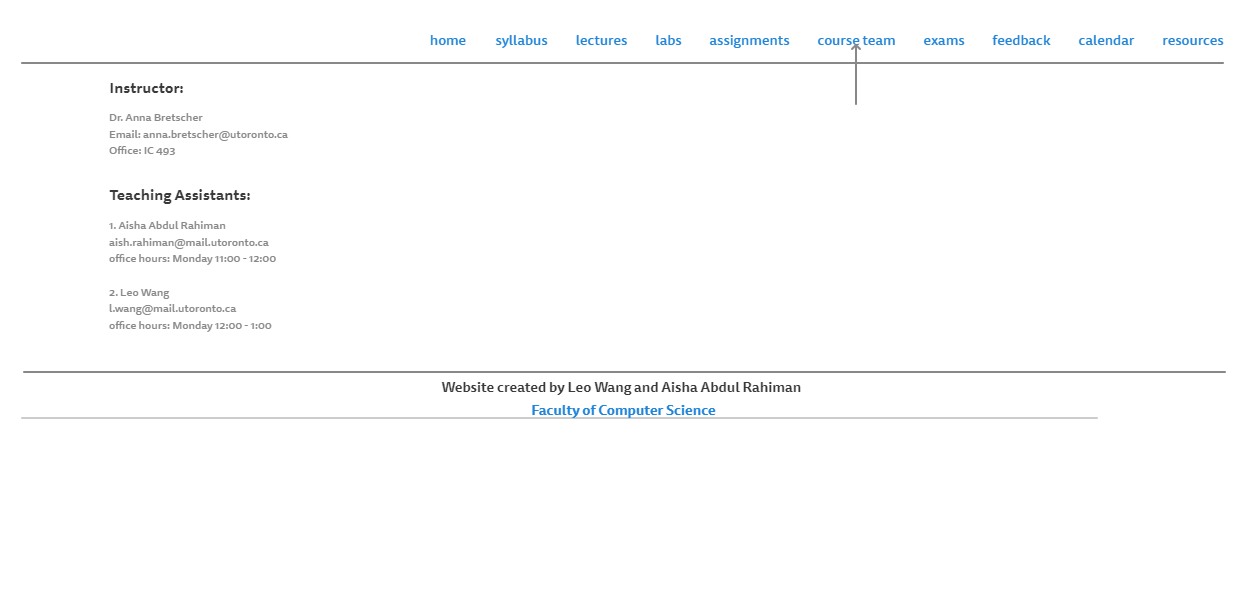 home syllabus lectures labs assignments course team exams feedback calendar resources
Instructor:
Dr. Anna Bretscher
Email: anna.bretscher@utoronto.ca
Office: IC 493
Teaching Assistants:
1. Aisha Abdul Rahiman
aish.rahiman@mail.utoronto.ca
office hours: Monday 11:00 - 12:00
2. Leo Wang
l.wang@mail.utoronto.ca
office hours: Monday 12:00 - 1:00
Website created by Leo Wang and Aisha Abdul Rahiman
Faculty of Computer Science